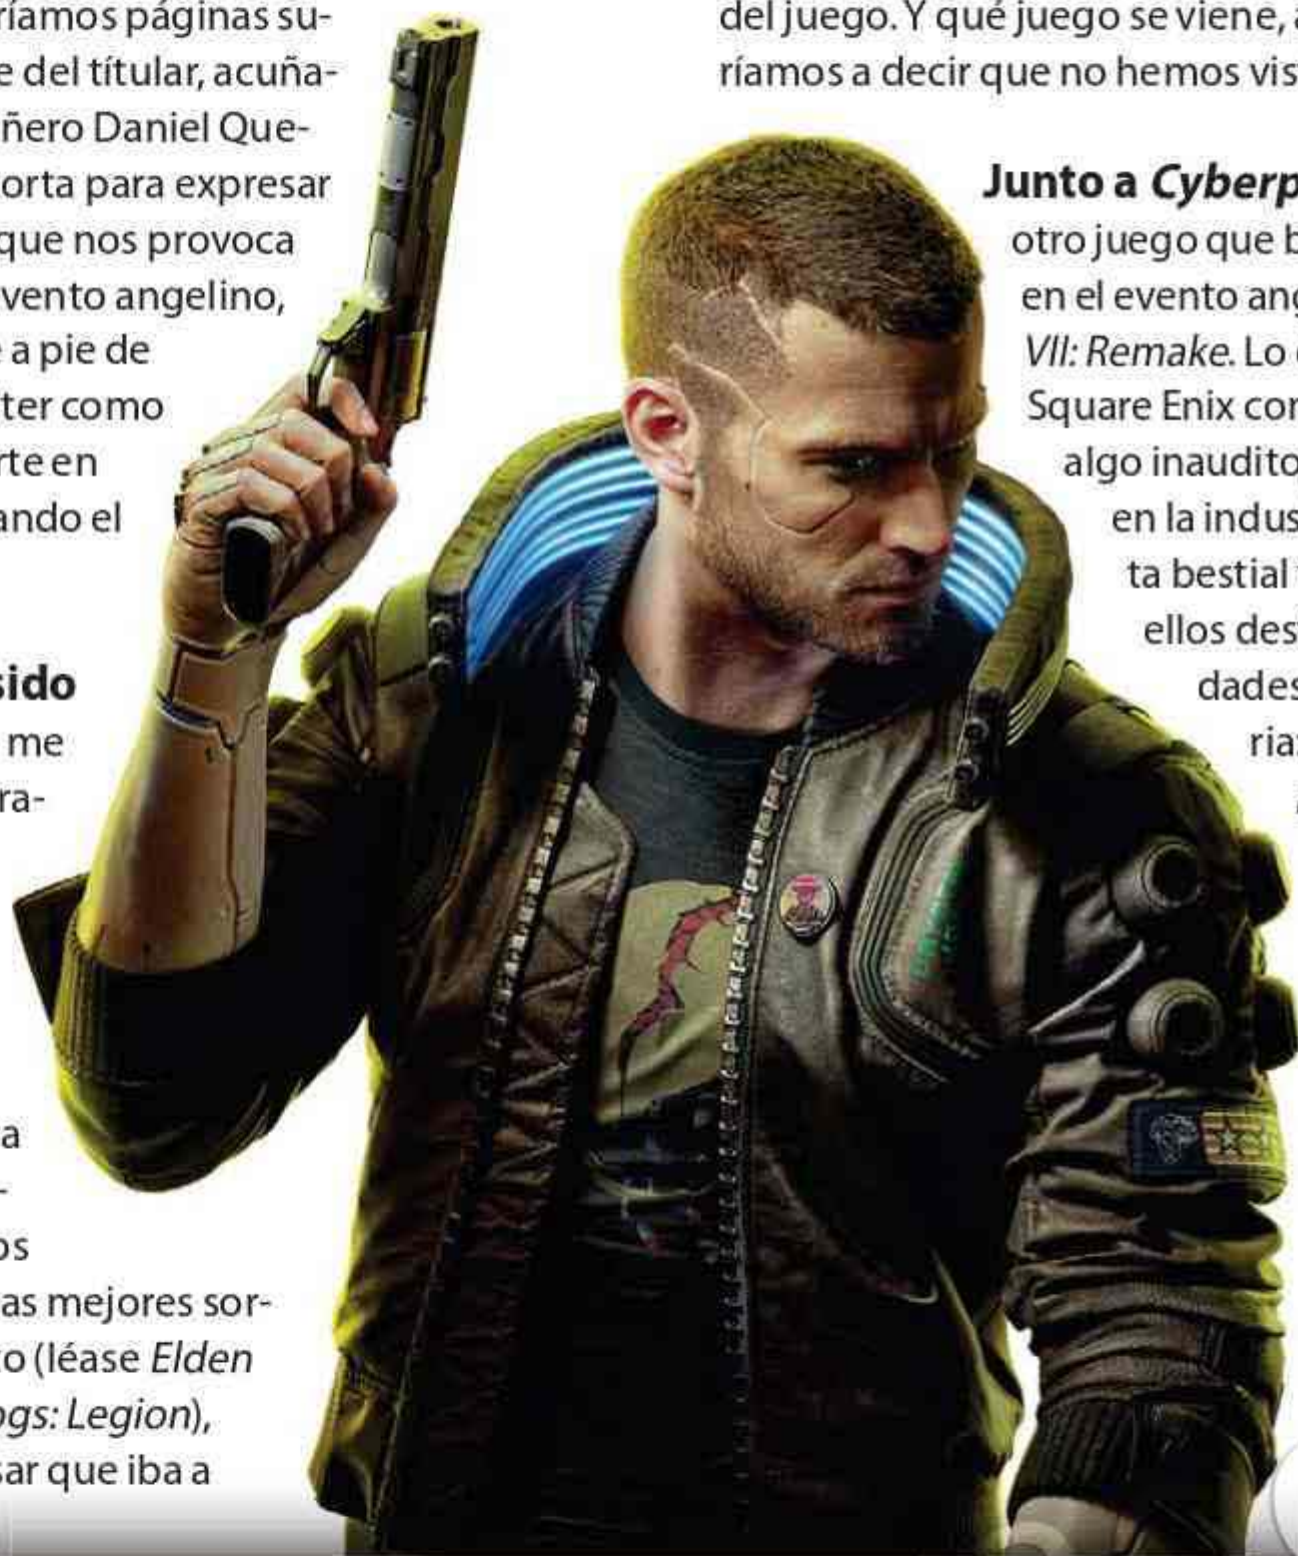 ríamos páginas su-
e del títular, acuña-
ñero Daniel Que-
orta para expresar
que nos provoca
vento angelino,
e a pie de
ter como
rte en
ando el
sido
me
ra-
a
-
os
as mejores sor-
o (léase Elden
ogs: Legion),
sar que iba a
del juego. Y qué juego se viene,
ríamos a decir que no hemos vis
Junto a Cyberp
otro juego que b
en el evento ang
VII: Remake. Lo
Square Enix con
algo inaudito
en la indus
ta bestial
ellos des
dades
ria